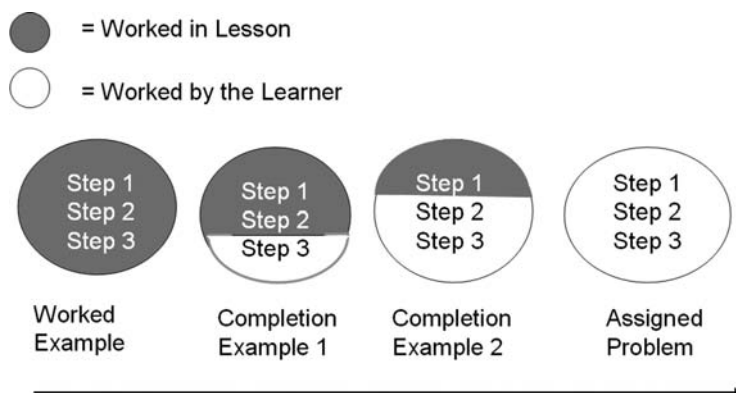 = Worked in Lesson
= Worked by the Learner
Step 1
Step 2
Step 3
Step 1
Step 2
Step 3
Step 1
Step 2
Step 3
Step 1
Step 2
Step 3
Worked
Example
Completion
Example 1
Completion
Example 2
Assigned
Problem